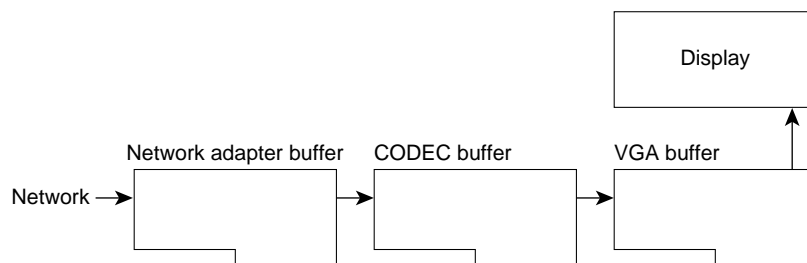 Display
Network adapter buffer
CODEC buffer
VGA buffer
Network